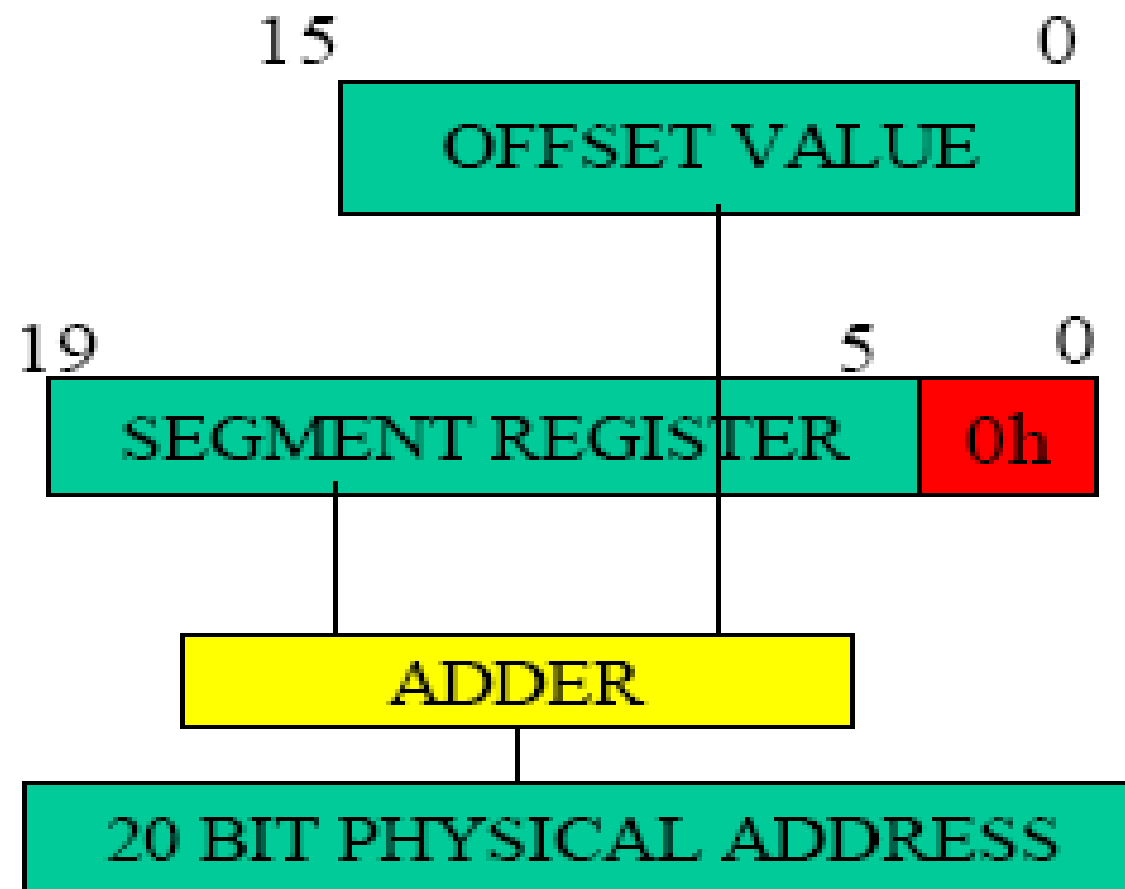 15 0
OFFSET VALUE
19 5 0
SEGMENT REGISTER 0h
ADDER
20 BIT PHYSICAL ADDRESS